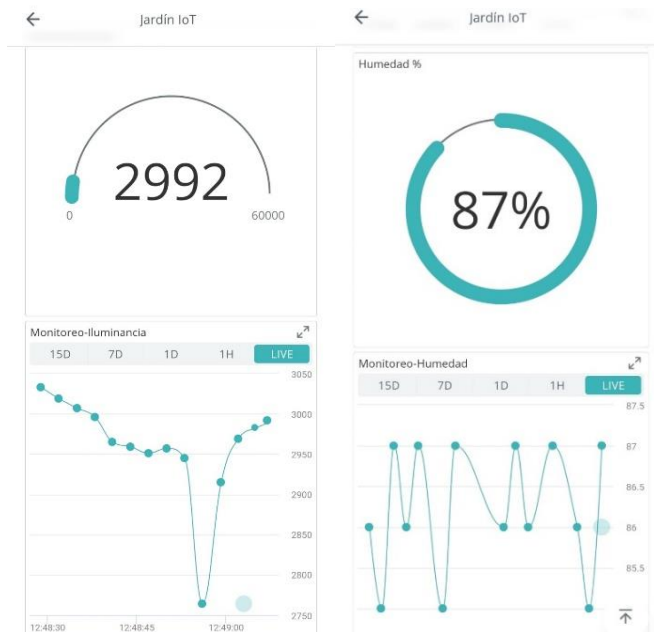 Jardín IoT
2992
0
60000
Monitoreo-Iluminancia
15D 7D 1D 1H LIVE
3050
3000
2950
2900
2850
2800
2750
12:48:30 12:48:45 12:49:00
Jardín IoT
Humedad %
87%
Monitoreo-Humedad
15D 7D 1D 1H LIVE
87.5
87
86.5
86
85.5